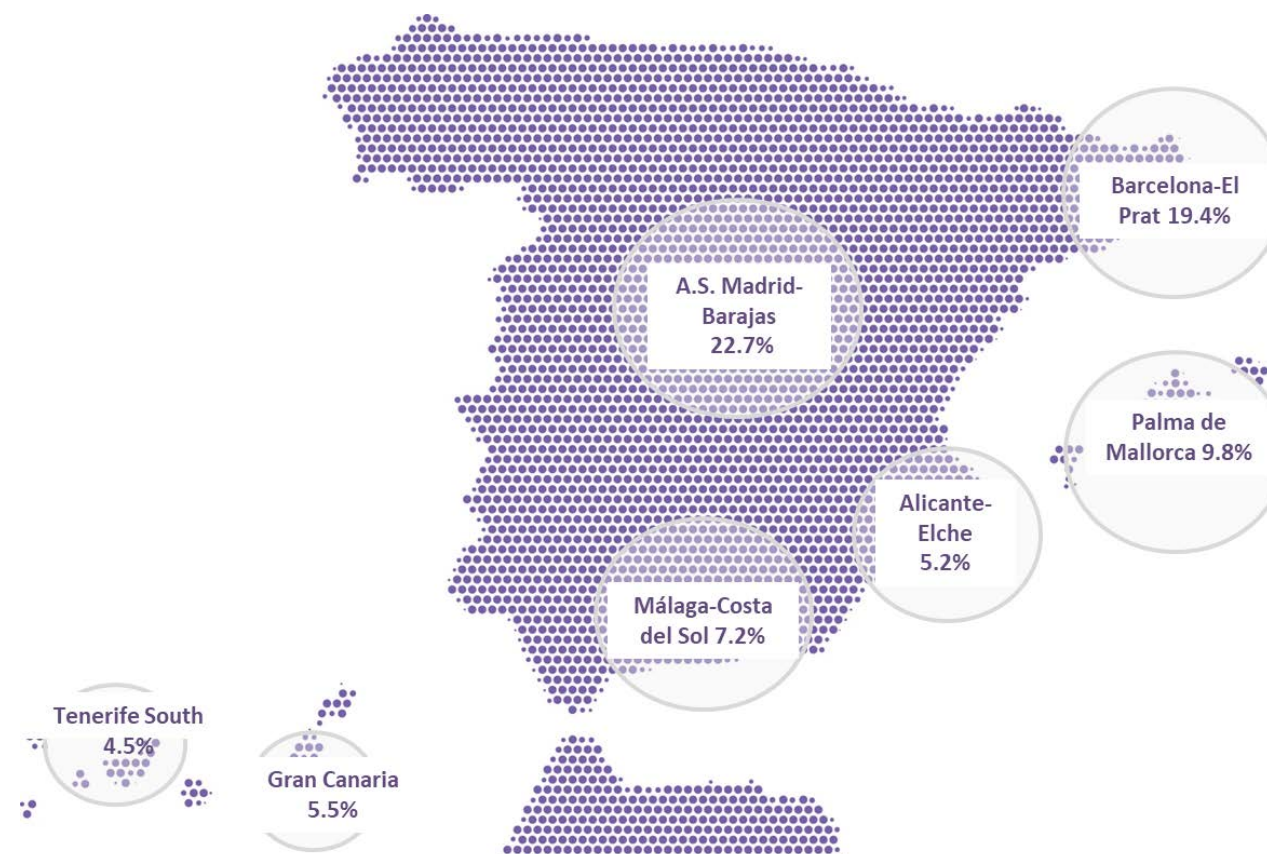 Barcelona-El
Prat 19.4%
A.S. Madrid-
Barajas
22.7%
Palma de
Mallorca 9.8%
Alicante-
Elche
5.2%
Málaga-Costa
del Sol 7.2%
Tenerife South
4.5%
Gran Canaria
5.5%